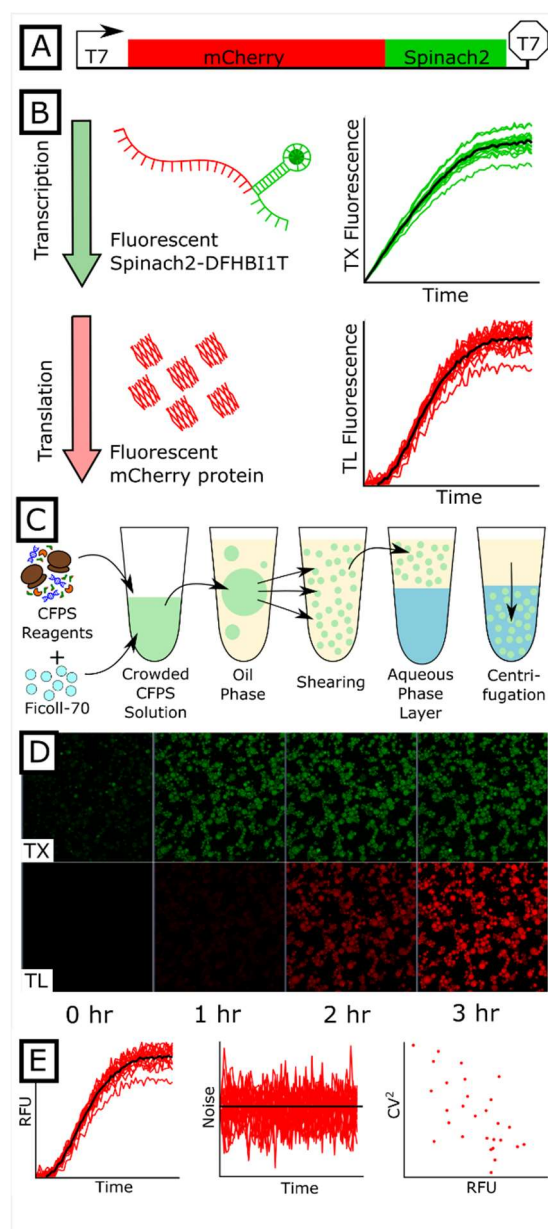 A
T7
mCherry
Spinach2
T7
B
Transcription
Fluorescent
Spinach2-DFHBI1T
TX Fluorescence
Time
Translation
Fluorescent
mCherry protein
TL Fluorescence
Time
C
CFPS
Reagents
+
Ficoll-70
Crowded
CFPS
Solution
Oil
Phase
Shearing
Aqueous
Phase
Layer
Centri-
fugation
D
TX
TL
0 hr
1 hr
2 hr
3 hr
E
RFU
Time
Noise
Time
CV²
RFU